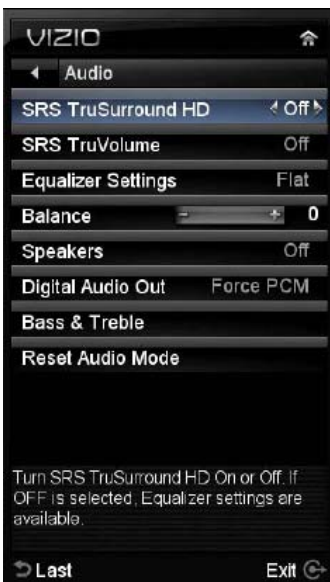 VIZIO
Audio
SRS TruSurround HD Off
SRS TruVolume Off
Equalizer Settings Flat
Balance - + 0
Speakers Off
Digital Audio Out Force PCM
Bass & Treble
Reset Audio Mode
Turn SRS TruSurround HD On or Off. If
OFF is selected, Equalizer settings are
available.
Last Exit